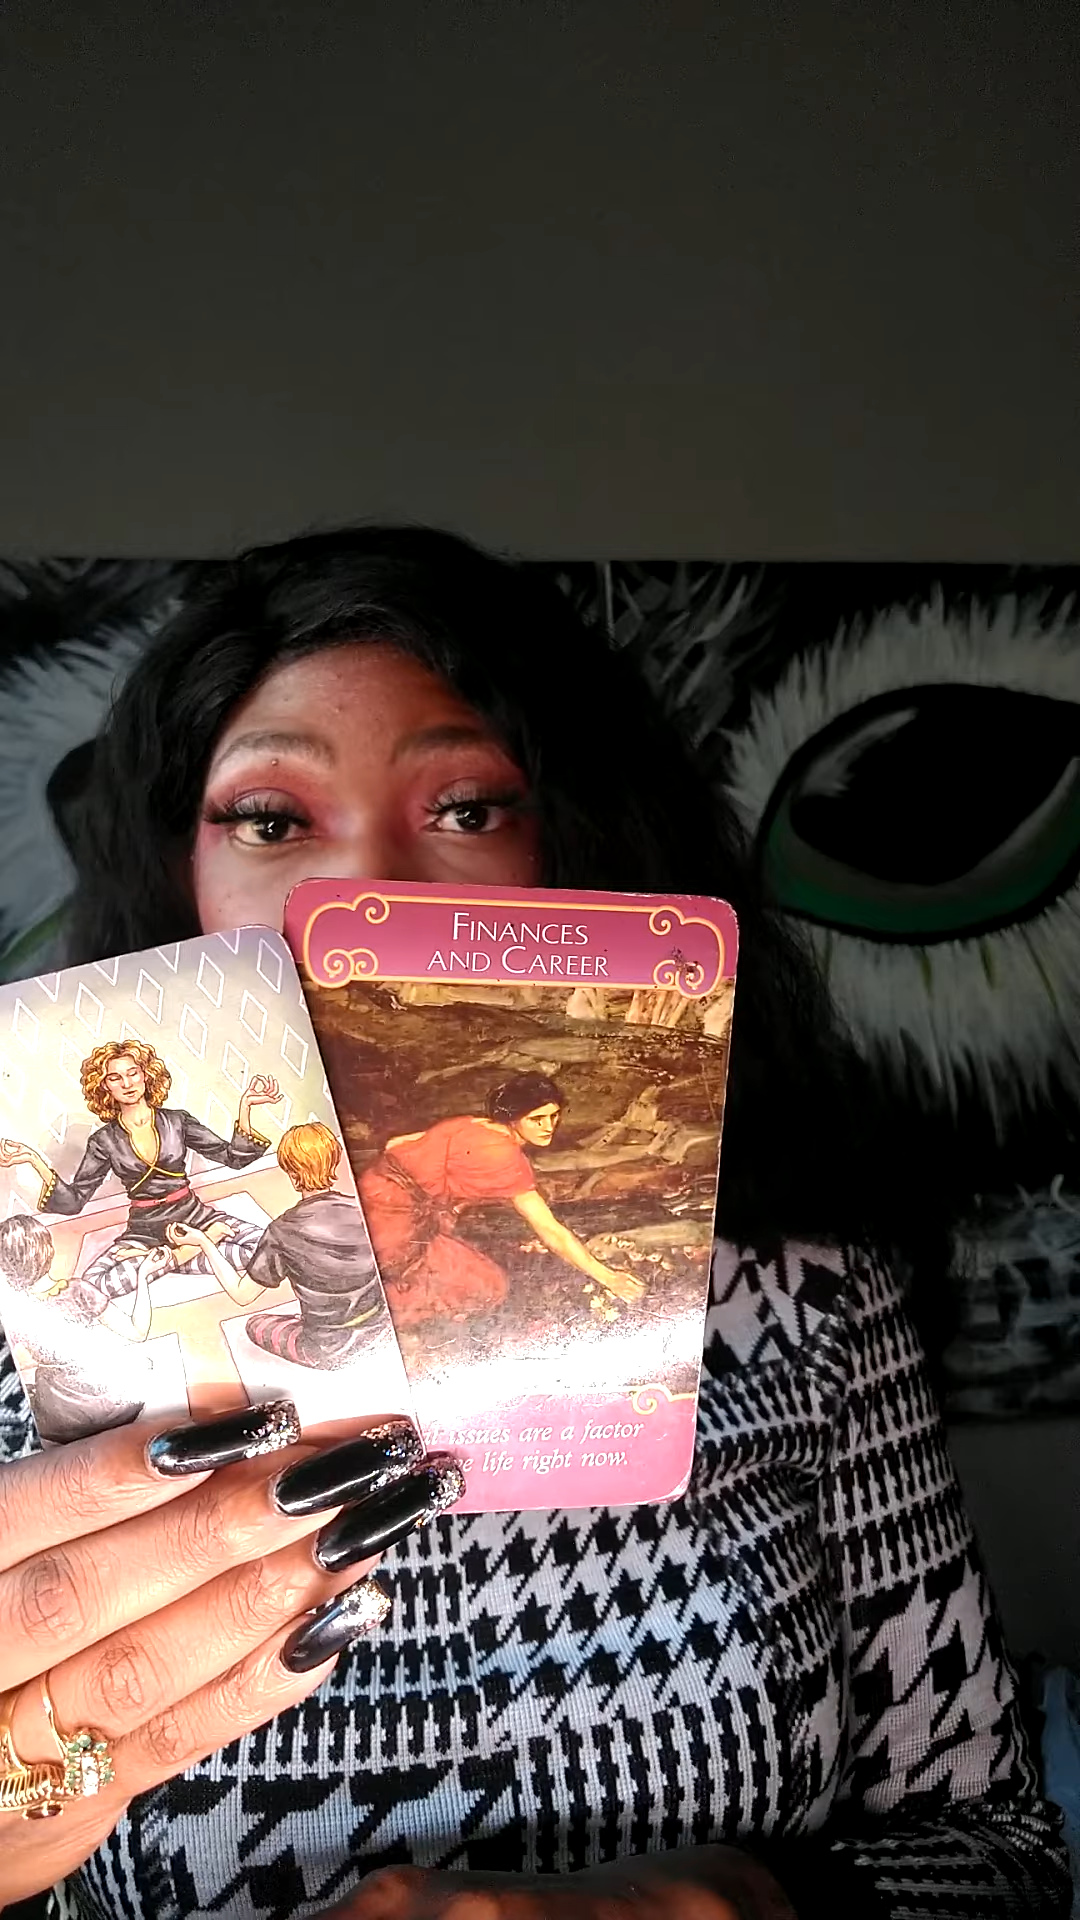 FINANCES
AND CAREER
issues are a factor
life right now.